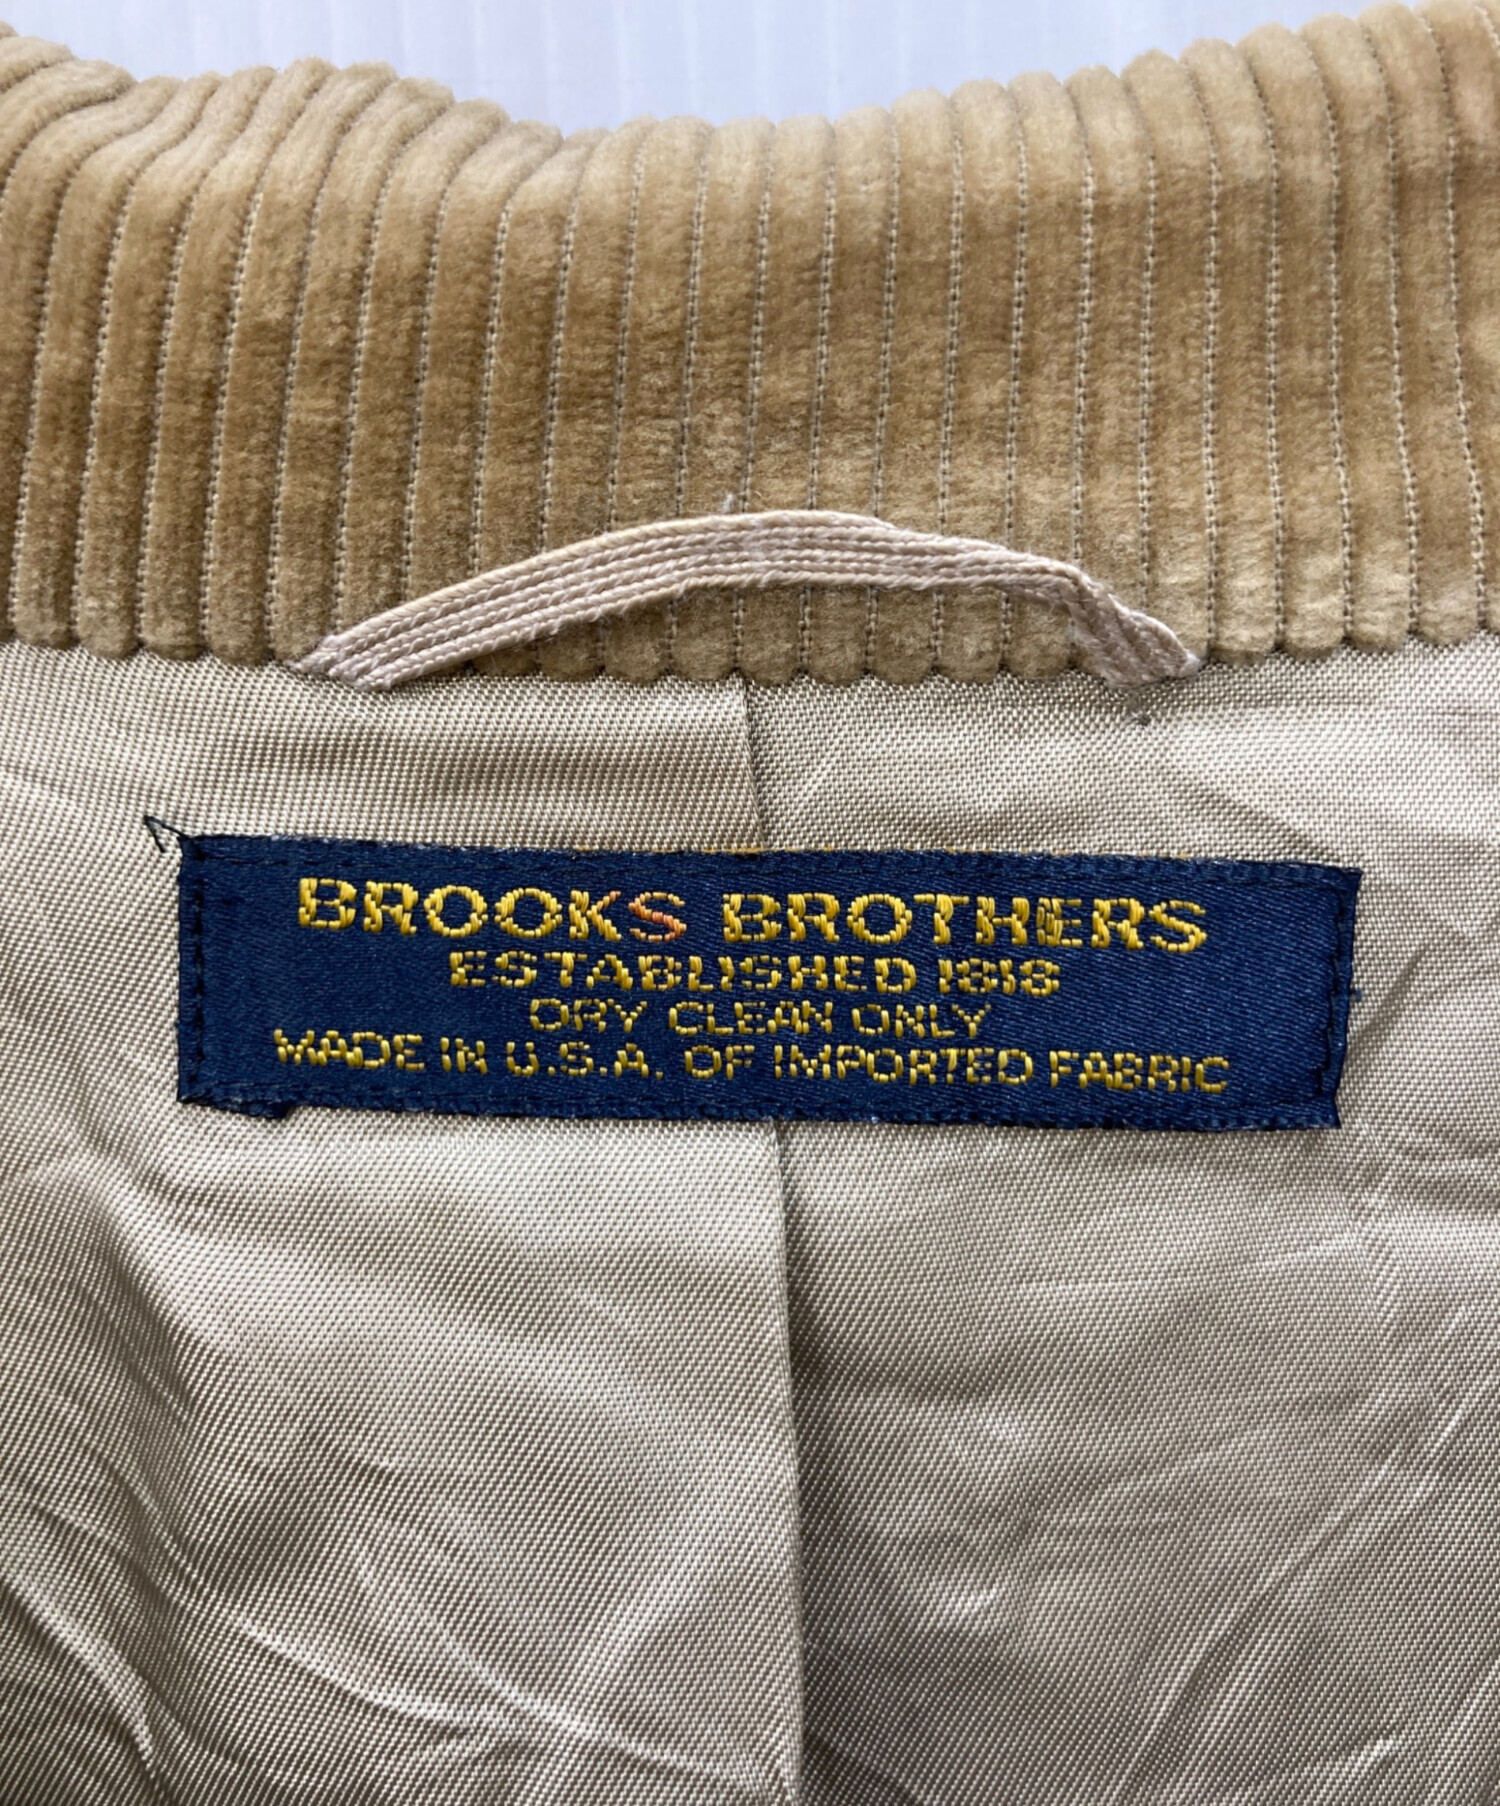 BROOKS BROTHERS
ESTABLISHED 1818
DRY CLEAN ONLY
MADE IN U.S.A. OF IMPORTED FABRIC